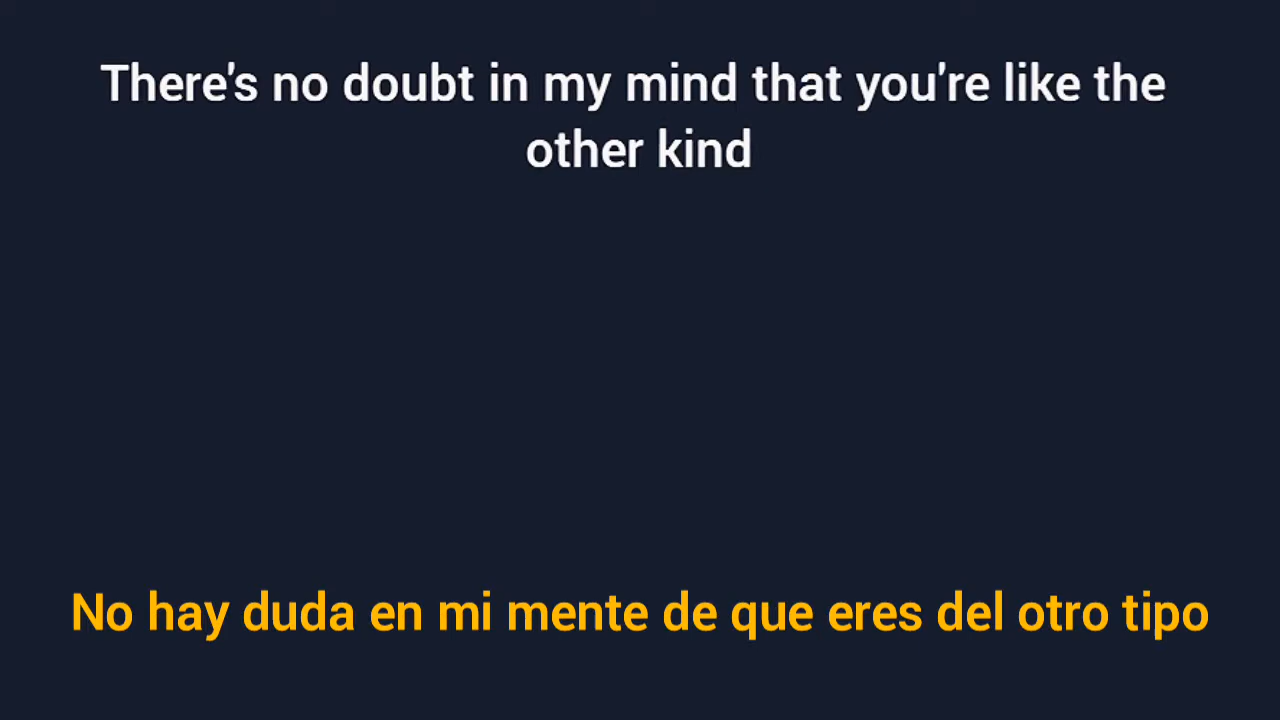 There's no doubt in my mind that you're like the
other kind
No hay duda en mi mente de que eres del otro tipo